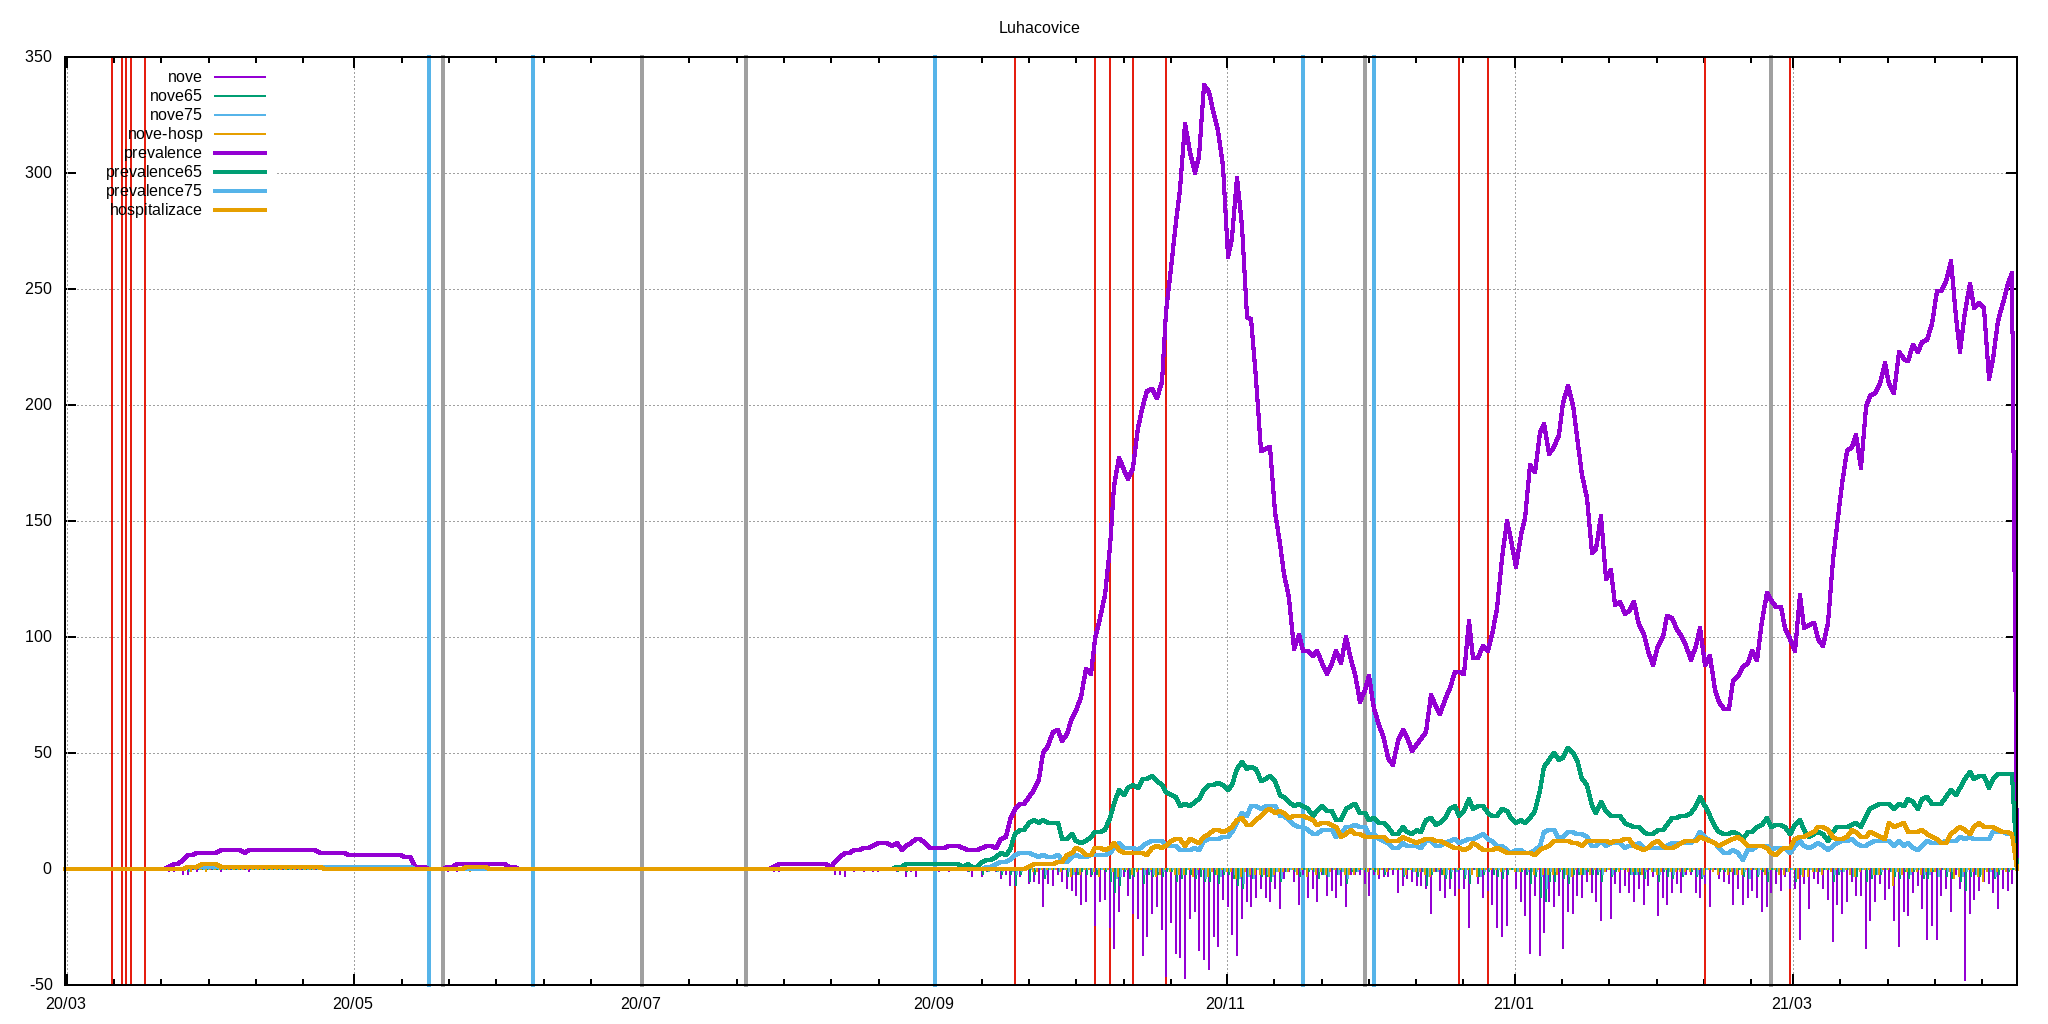 Luhacovice
350
300
250
200
150
100
50
0
-50
nove
nove65
nove75
nove-hosp
prevalence
prevalence65
prevalence75
hospitalizace
20/03 20/05 20/07 20/09 20/11 21/01 21/03